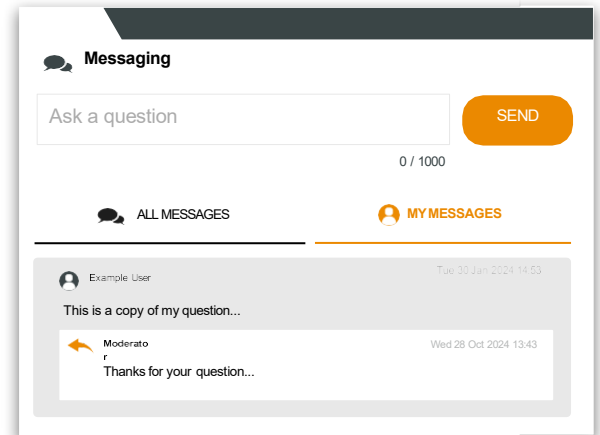 Messaging
Ask a question
SEND
0 / 1000
ALL MESSAGES
MY MESSAGES
Example User
Tue 30 Jan 2024 14:53
This is a copy of my question...
Moderato
r
Wed 28 Oct 2024 13:43
Thanks for your question...